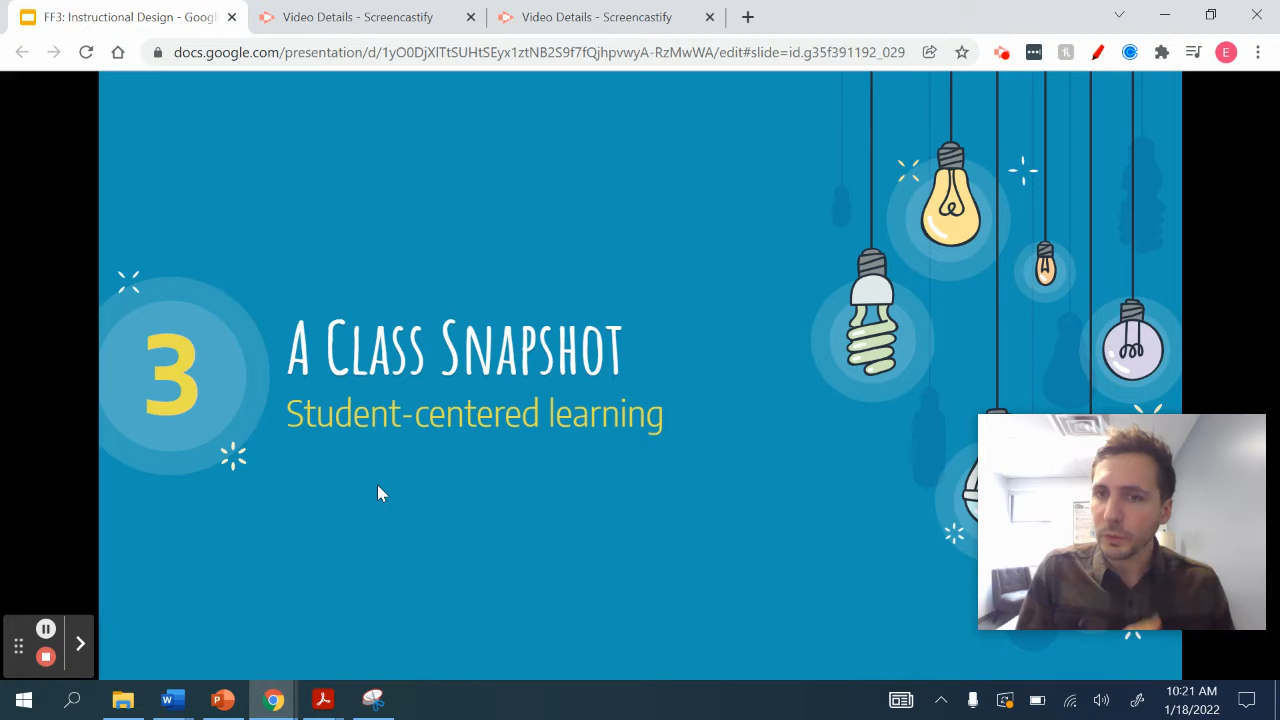 FF3: Instructional Design - Googl
Video Details - Screencastify
Video Details - Screencastify
docs.google.com/presentation/d/1yO0DjXITtSUHtSEyx1ztNB2S9f7fQjhpvwyA-RzMwWA/edit#slide=id.g35f391192_029
E
3
A Class Snapshot
Student-centered learning
10:21 AM
1/18/2022